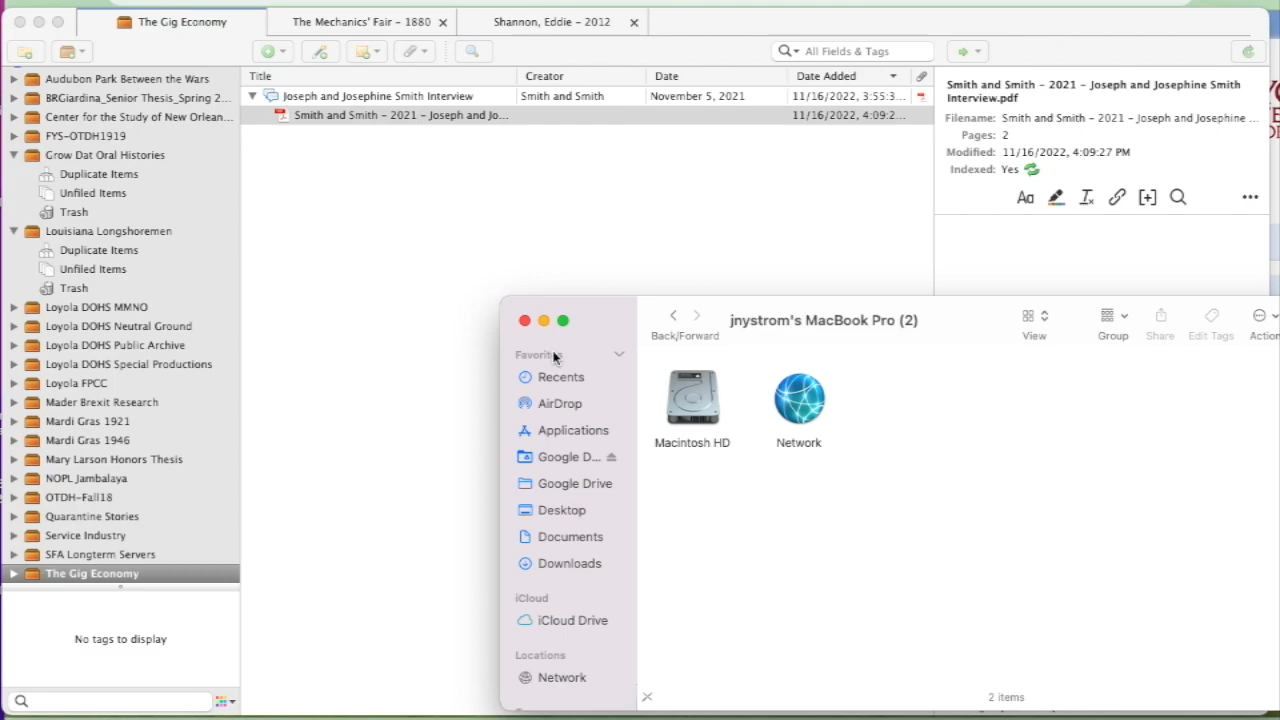 The Gig Economy
The Mechanics' Fair – 1880
Shannon, Eddie – 2012
All Fields & Tags
Audubon Park Between the Wars
BRGiardina_Senior Thesis_Spring 2...
Center for the Study of New Orlean...
FYS-OTDH1919
Grow Dat Oral Histories
Duplicate Items
Unfiled Items
Trash
Louisiana Longshoremen
Duplicate Items
Unfiled Items
Trash
Loyola DOHS MMNO
Loyola DOHS Neutral Ground
Loyola DOHS Public Archive
Loyola DOHS Special Productions
Loyola FPCC
Mader Brexit Research
Mardi Gras 1921
Mardi Gras 1946
Mary Larson Honors Thesis
NOPL Jambalaya
OTDH-Fall18
Quarantine Stories
Service Industry
SFA Longterm Servers
The Gig Economy
No tags to display
Title Creator Date Date Added
Joseph and Josephine Smith Interview Smith and Smith November 5, 2021 11/16/2022, 3:55:3...
Smith and Smith – 2021 – Joseph and Jo... 11/16/2022, 4:09:2...
Smith and Smith – 2021 – Joseph and Josephine Smith
Interview.pdf
Filename: Smith and Smith – 2021 – Joseph and Josephine ...
Pages: 2
Modified: 11/16/2022, 4:09:27 PM
Indexed: Yes
Aa
jnystrom's MacBook Pro (2)
Back/Forward View Group Share Edit Tags Action
Favorites
Recents
AirDrop
Applications
Google D...
Google Drive
Desktop
Documents
Downloads
iCloud
iCloud Drive
Locations
Network
Macintosh HD
Network
2 items